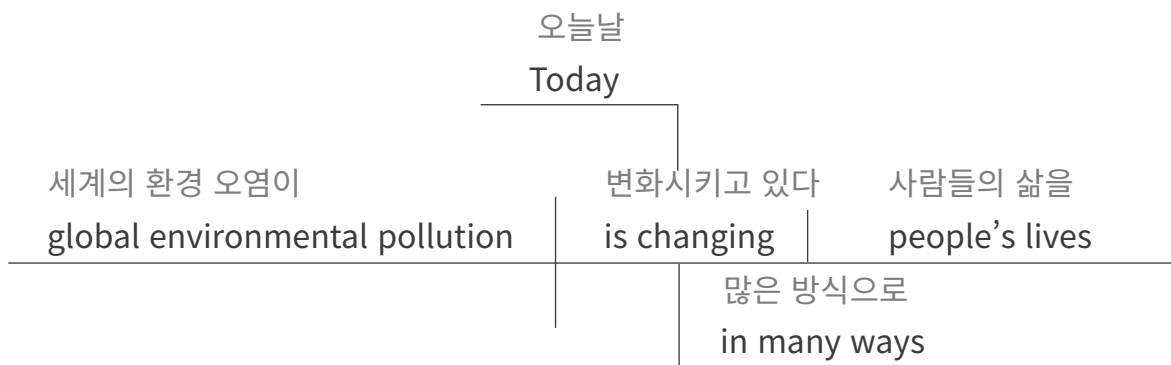 오늘날
Today
세계의 환경 오염이 변화시키고 있다 사람들의 삶을
global environmental pollution is changing people’s lives
많은 방식으로
in many ways